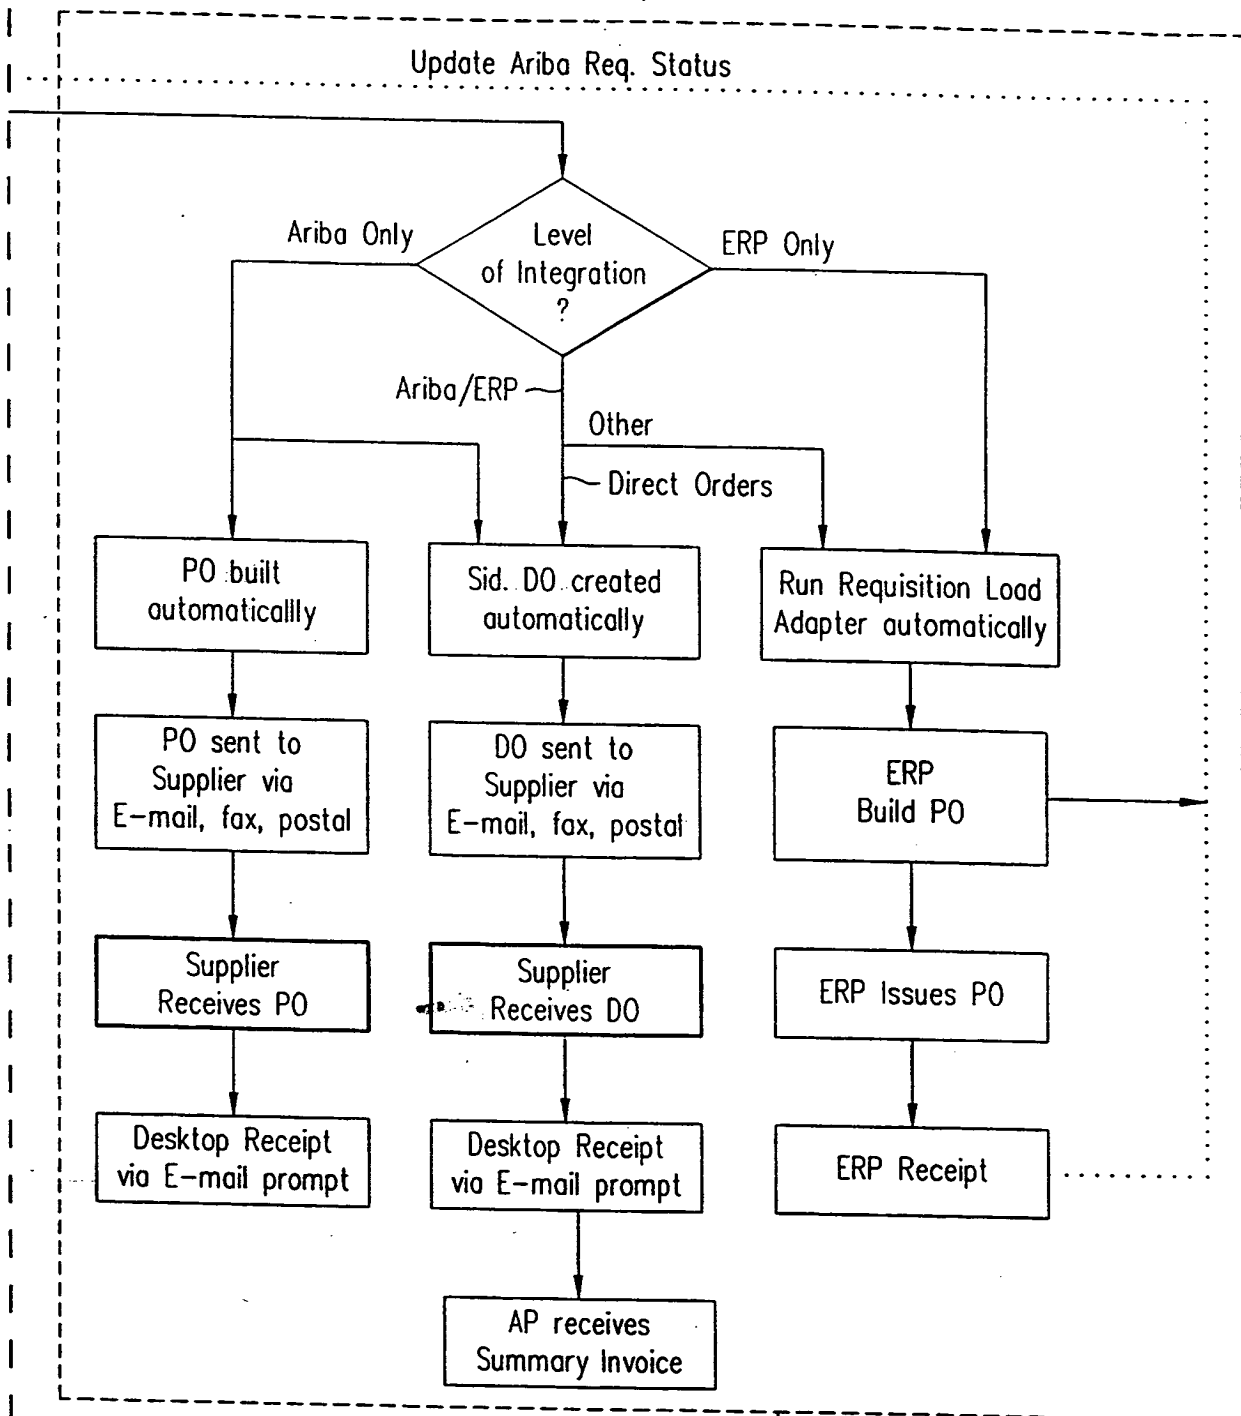 Update Ariba Req. Status
Ariba Only
Level
of Integration
?
ERP Only
Ariba/ERP
Other
Direct Orders
PO built
automaticallly
Sid. DO created
automatically
Run Requisition Load
Adapter automatically
PO sent to
Supplier via
E-mail, fax, postal
DO sent to
Supplier via
E-mail, fax, postal
ERP
Build PO
Supplier
Receives PO
Supplier
Receives DO
ERP Issues PO
Desktop Receipt
via E-mail prompt
Desktop Receipt
via E-mail prompt
ERP Receipt
AP receives
Summary Invoice